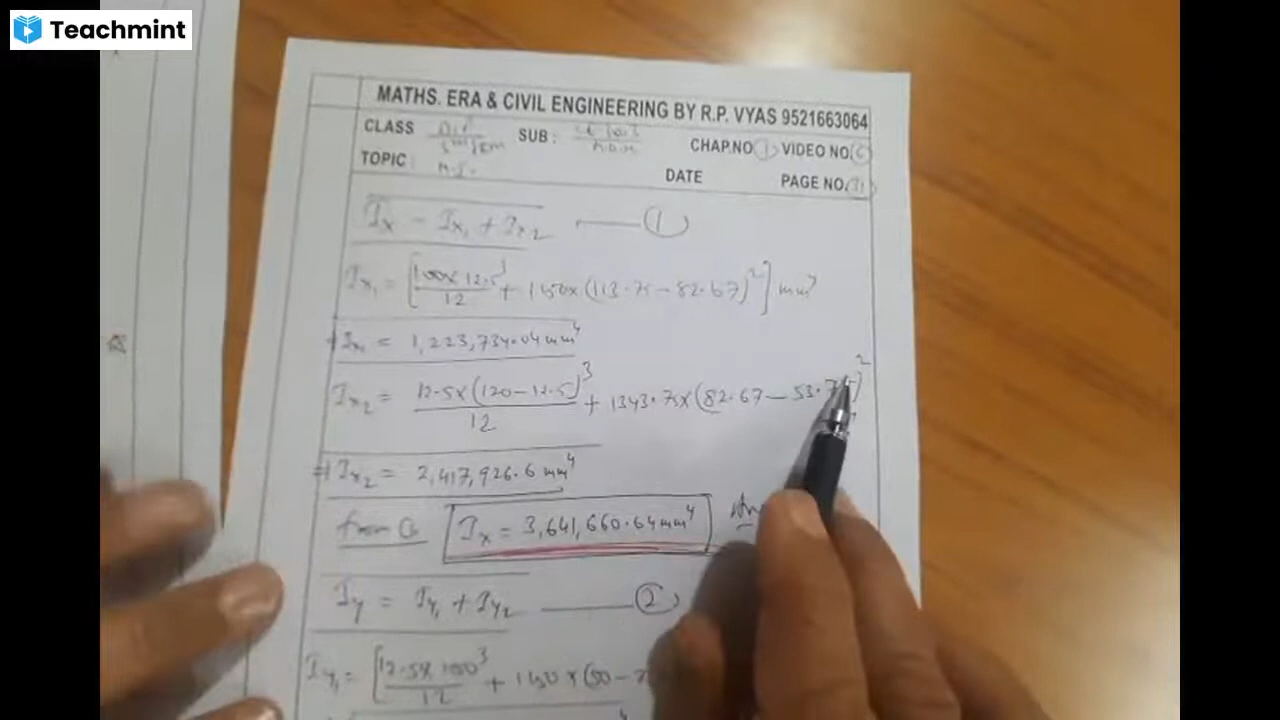 Teachmint
MATHS. ERA & CIVIL ENGINEERING BY R.P. VYAS 9521663064
CLASS SUB : CHAP.NO 1 VIDEO NO. 6
TOPIC : M.I. DATE PAGE NO.
Ix = Ix₁ + Ix₂ —— ①
Ix₁ = [100×12.5³/12 + 1250×(113.75−82.67)²] mm⁴
Ix₁ = 1,223,734.04 mm⁴
Ix₂ = 12.5×(120−12.5)³/12 + 1343.75×(82.67−53.75)²
⇒ Ix₂ = 2,417,926.6 mm⁴
from ① Ix = 3,641,660.64 mm⁴
Iy = Iy₁ + Iy₂ —— ②
Iy₁ = [12.5×100³/12 + 1250×(50−